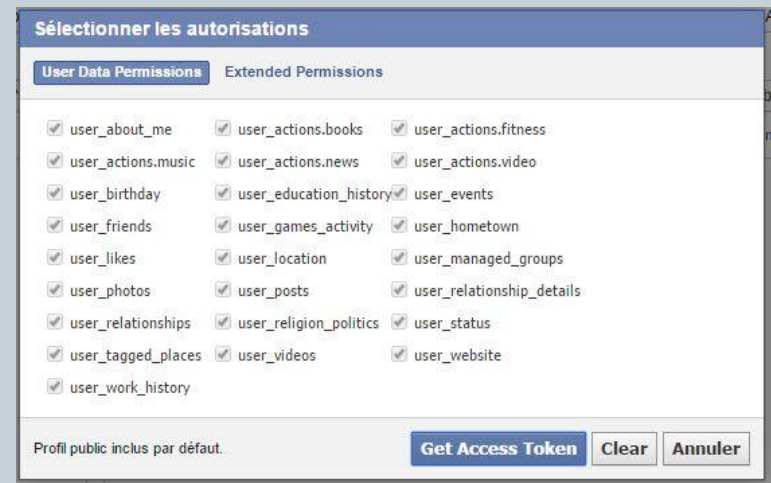 Sélectionner les autorisations
User Data Permissions Extended Permissions
user_about_me user_actions.books user_actions.fitness
user_actions.music user_actions.news user_actions.video
user_birthday user_education_history user_events
user_friends user_games_activity user_hometown
user_likes user_location user_managed_groups
user_photos user_posts user_relationship_details
user_relationships user_religion_politics user_status
user_tagged_places user_videos user_website
user_work_history
Profil public inclus par défaut. Get Access Token Clear Annuler